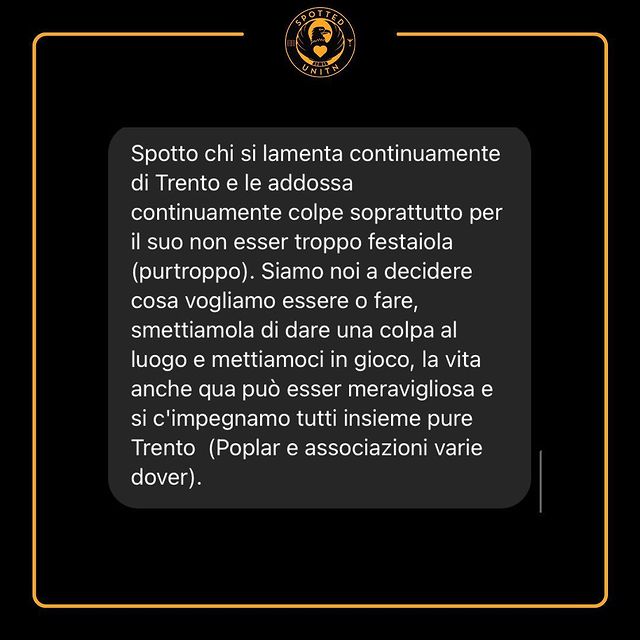 SPOTTED
UNITN
Spotto chi si lamenta continuamente
di Trento e le addossa
continuamente colpe soprattutto per
il suo non esser troppo festaiola
(purtroppo). Siamo noi a decidere
cosa vogliamo essere o fare,
smettiamola di dare una colpa al
luogo e mettiamoci in gioco, la vita
anche qua può esser meravigliosa e
si c'impegnamo tutti insieme pure
Trento  (Poplar e associazioni varie
dover).